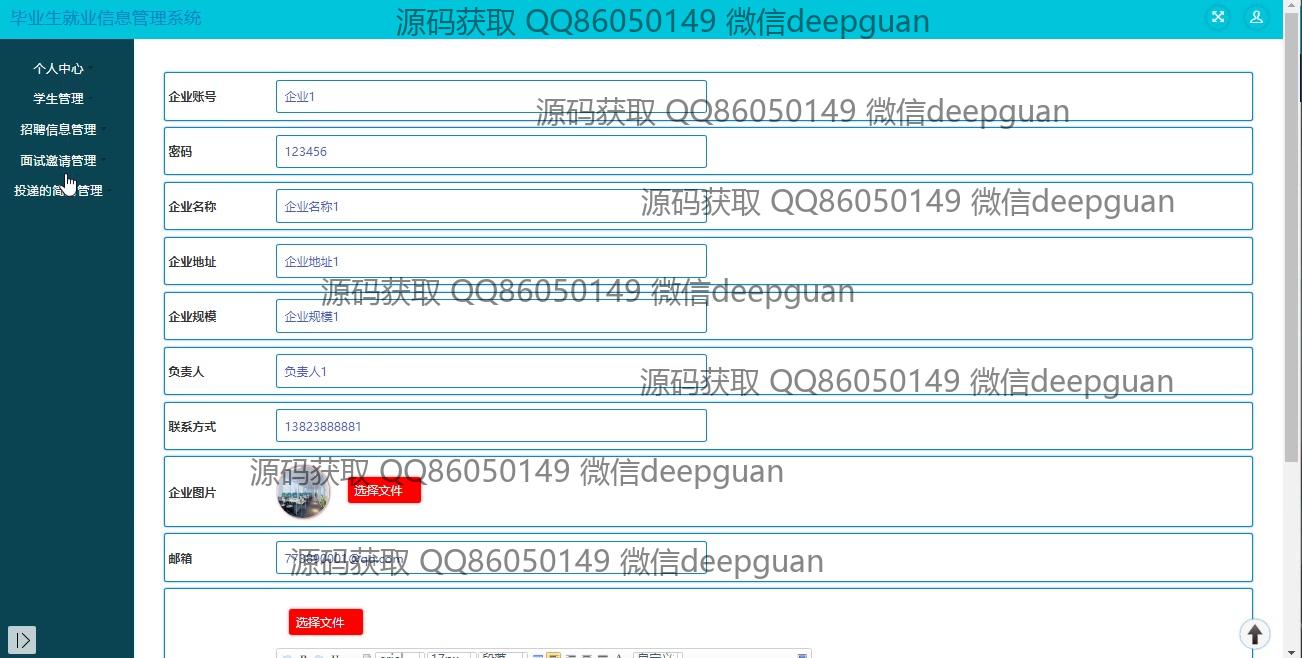 毕业生就业信息管理系统
源码获取 QQ86050149 微信deepguan
个人中心
学生管理
招聘信息管理
面试邀请管理
投递的简 管理
企业账号 企业1
源码获取 QQ86050149 微信deepguan
密码 123456
企业名称 企业名称1
源码获取 QQ86050149 微信deepguan
企业地址 企业地址1
源码获取 QQ86050149 微信deepguan
企业规模 企业规模1
负责人 负责人1
源码获取 QQ86050149 微信deepguan
联系方式 13823888881
源码获取 QQ86050149 微信deepguan
企业图片 选择文件
邮箱
源码获取 QQ86050149 微信deepguan
选择文件
arial 17px 段落 自定义